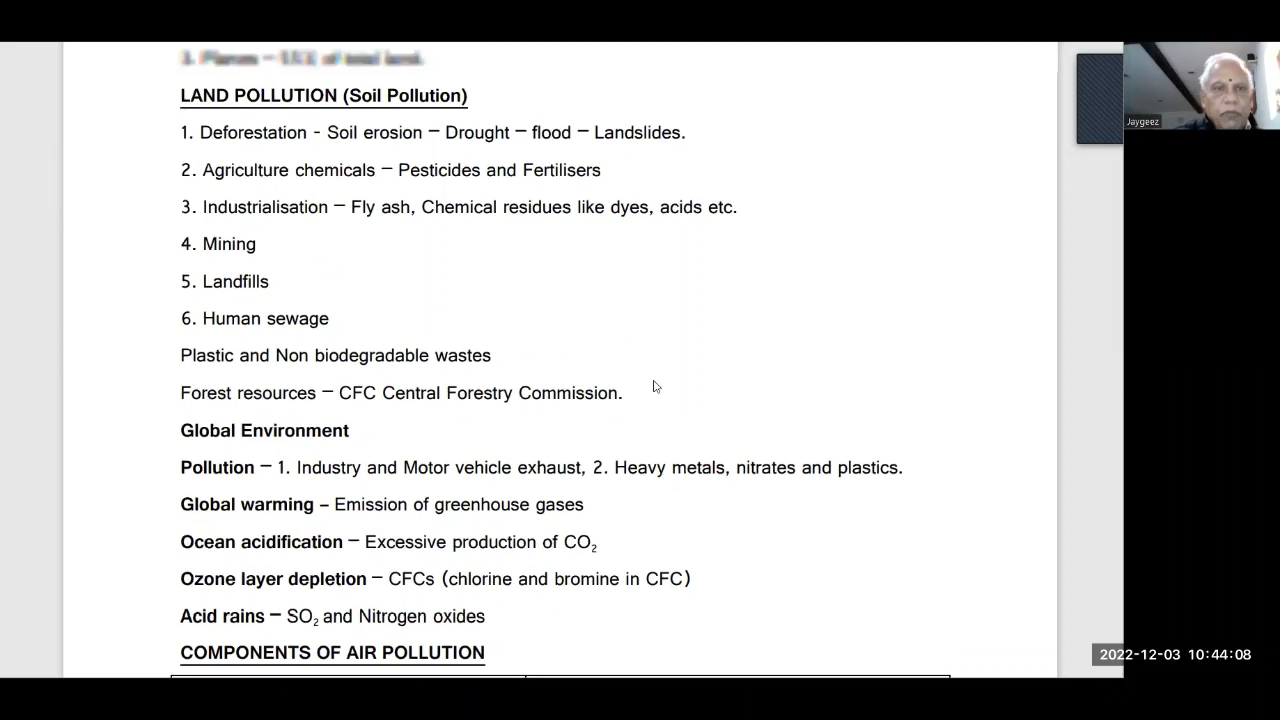 LAND POLLUTION (Soil Pollution)
1. Deforestation - Soil erosion – Drought – flood – Landslides.
2. Agriculture chemicals – Pesticides and Fertilisers
3. Industrialisation – Fly ash, Chemical residues like dyes, acids etc.
4. Mining
5. Landfills
6. Human sewage
Plastic and Non biodegradable wastes
Forest resources – CFC Central Forestry Commission.
Global Environment
Pollution – 1. Industry and Motor vehicle exhaust, 2. Heavy metals, nitrates and plastics.
Global warming – Emission of greenhouse gases
Ocean acidification – Excessive production of CO₂
Ozone layer depletion – CFCs (chlorine and bromine in CFC)
Acid rains – SO₂ and Nitrogen oxides
COMPONENTS OF AIR POLLUTION
Jaygeez
2022-12-03 10:44:08